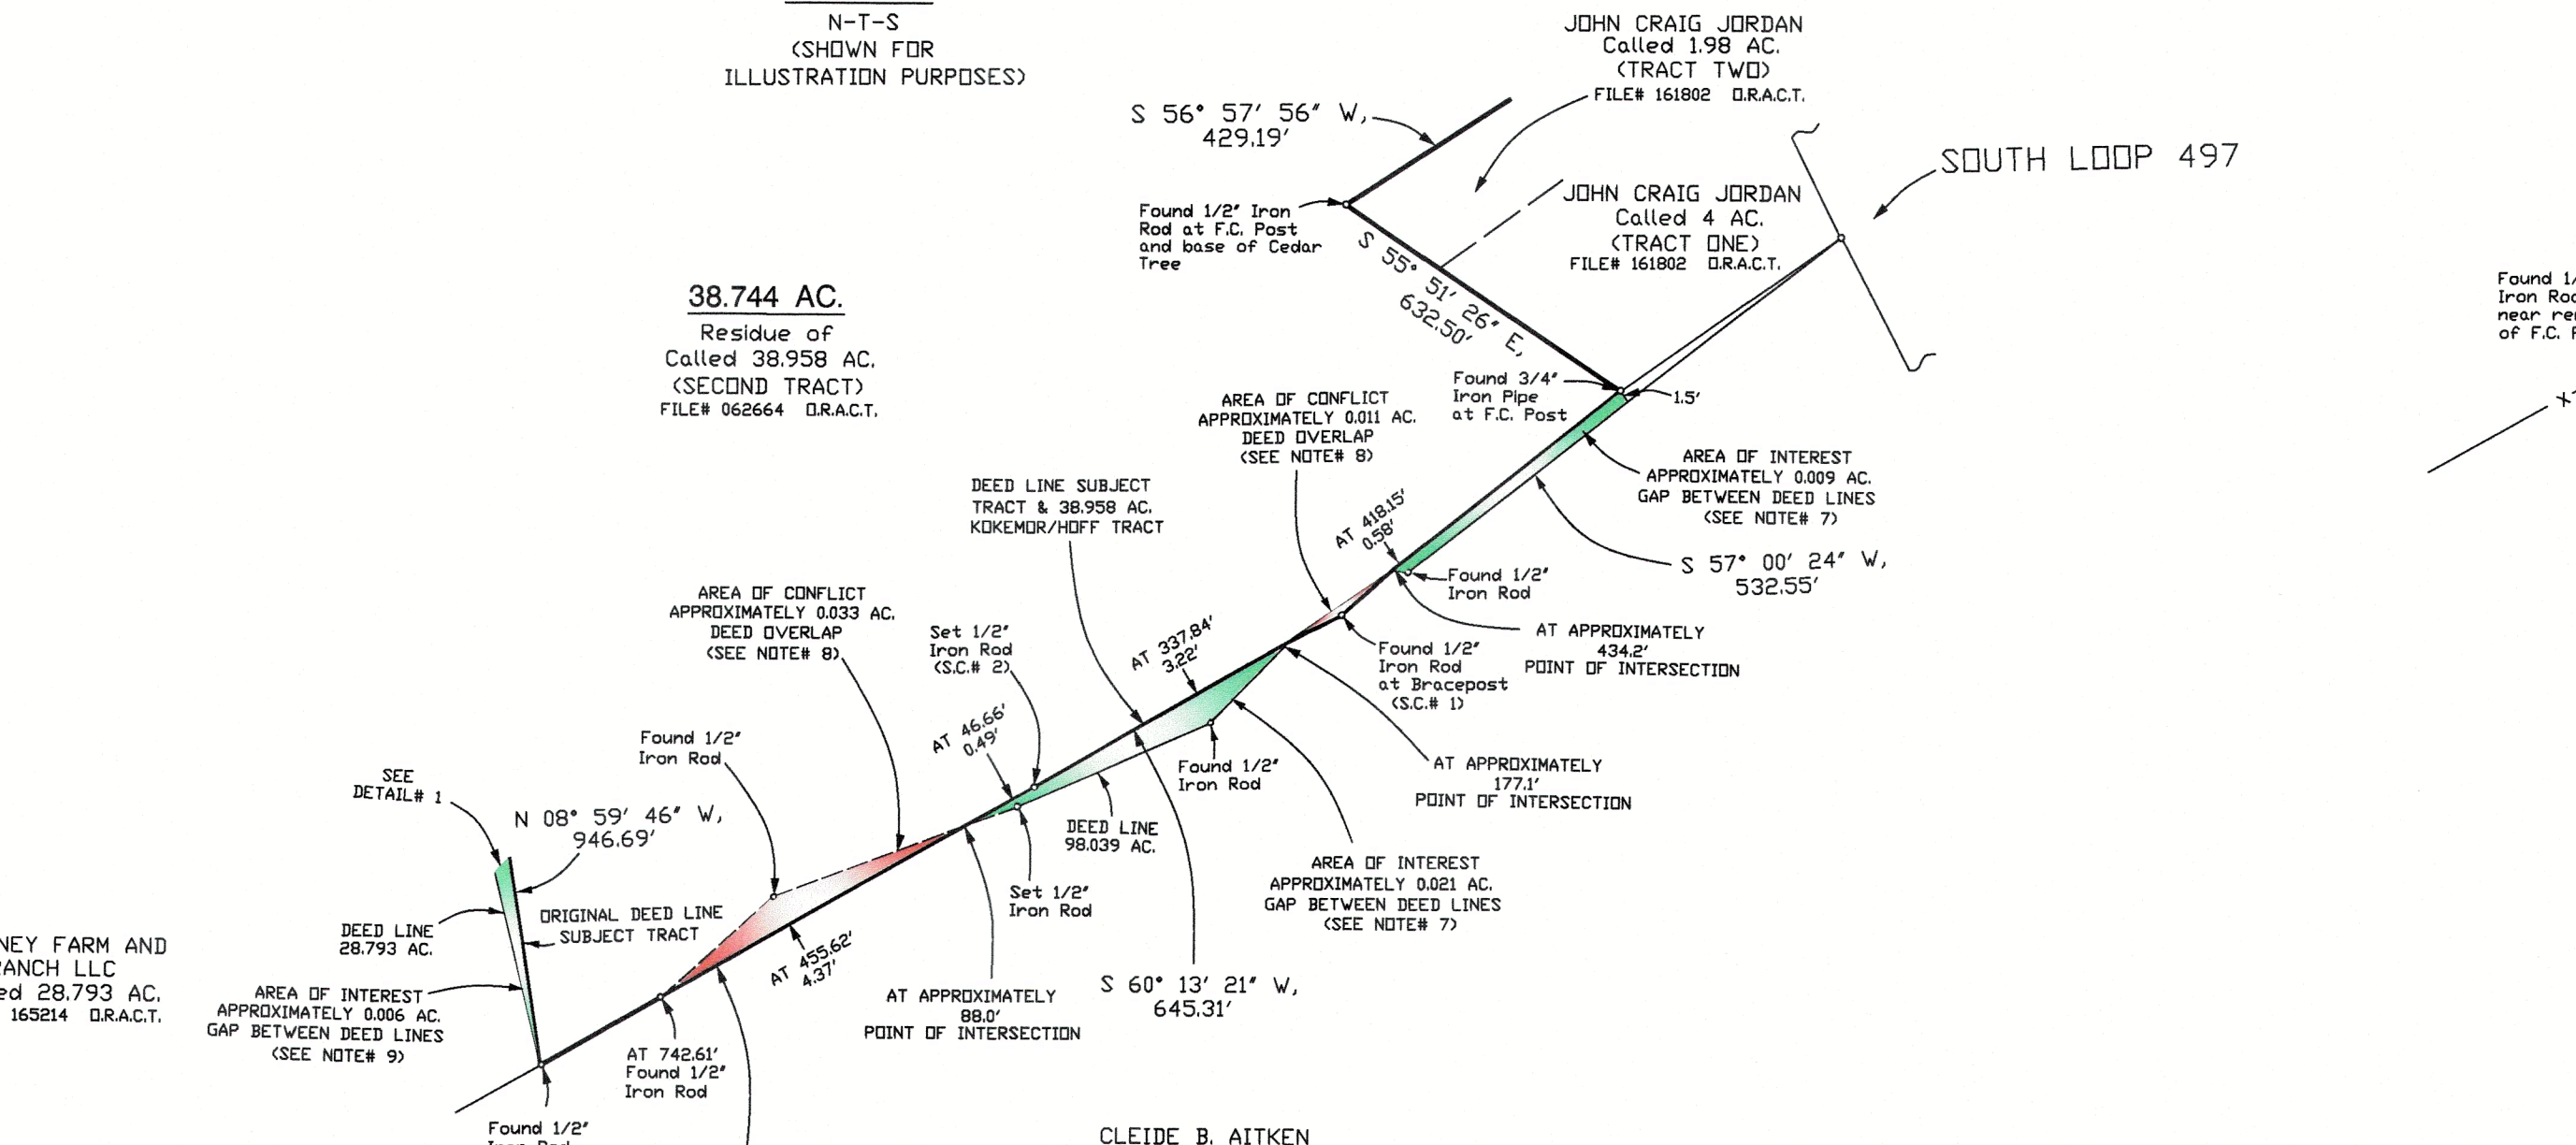 N-T-S
(SHOWN FOR
ILLUSTRATION PURPOSES)
JOHN CRAIG JORDAN
Called 1.98 AC.
(TRACT TWO)
FILE# 161802 O.R.A.C.T.
S 56° 57' 56" W,
429.19'
SOUTH LOOP 497
JOHN CRAIG JORDAN
Called 4 AC.
(TRACT ONE)
FILE# 161802 O.R.A.C.T.
Found 1/2" Iron
Rod at F.C. Post
and base of Cedar
Tree
S 55° 51' 26" E,
632.50'
Iron
of F.C.
38.744 AC.
Residue of
Called 38.958 AC.
(SECOND TRACT)
FILE# 062664 O.R.A.C.T.
Found 3/4"
Iron Pipe
at F.C. Post
1.5'
AREA OF CONFLICT
APPROXIMATELY 0.011 AC.
DEED OVERLAP
(SEE NOTE# 8)
AREA OF INTEREST
APPROXIMATELY 0.009 AC.
GAP BETWEEN DEED LINES
(SEE NOTE# 7)
DEED LINE SUBJECT
TRACT & 38.958 AC.
KOKEMOR/HOFF TRACT
AT 418.15'
0.58'
S 57° 00' 24" W,
532.55'
Found 1/2"
Iron Rod
AREA OF CONFLICT
APPROXIMATELY 0.033 AC.
DEED OVERLAP
(SEE NOTE# 8)
Set 1/2"
Iron Rod
(S.C.# 2)
AT 337.84'
3.22'
AT APPROXIMATELY
434.2'
POINT OF INTERSECTION
Found 1/2"
Iron Rod
at Bracepost
(S.C.# 1)
AT 46.66'
0.49'
Found 1/2"
Iron Rod
Found 1/2"
Iron Rod
AT APPROXIMATELY
177.1'
POINT OF INTERSECTION
SEE
DETAIL# 1
N 08° 59' 46" W,
946.69'
DEED LINE
98.039 AC.
AREA OF INTEREST
APPROXIMATELY 0.021 AC.
GAP BETWEEN DEED LINES
(SEE NOTE# 7)
Set 1/2"
Iron Rod
ORIGINAL DEED LINE
SUBJECT TRACT
DEED LINE
28.793 AC.
AT 455.62'
4.37'
NEY FARM AND
ANCH LLC
ed 28.793 AC.
165214 O.R.A.C.T.
AREA OF INTEREST
APPROXIMATELY 0.006 AC.
GAP BETWEEN DEED LINES
(SEE NOTE# 9)
AT APPROXIMATELY
88.0'
POINT OF INTERSECTION
S 60° 13' 21" W,
645.31'
AT 742.61'
Found 1/2"
Iron Rod
Found 1/2"
CLEIDE B. AITKEN